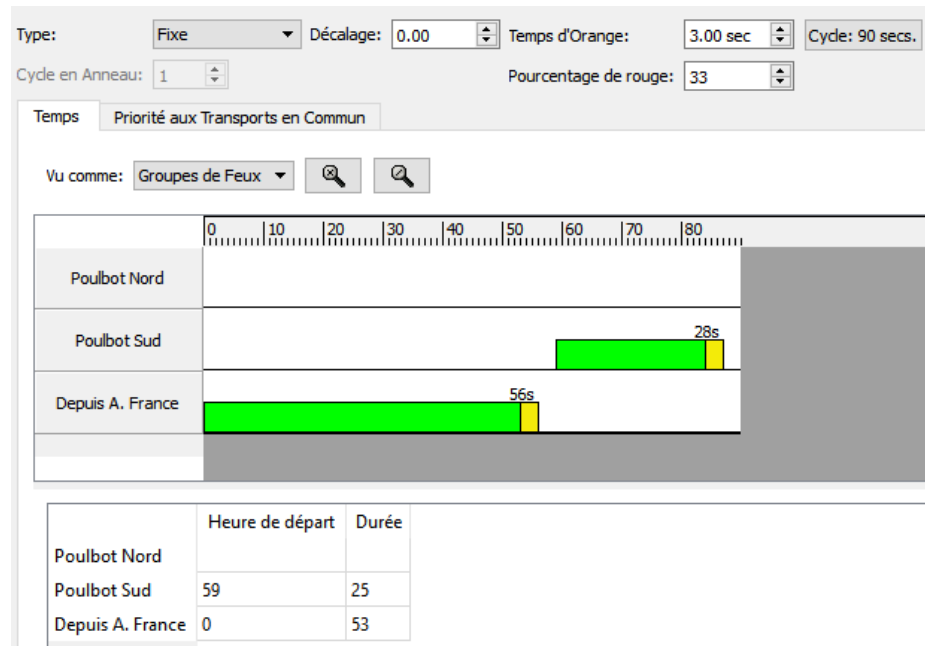 Type: Fixe Décalage: 0.00 Temps d'Orange: 3.00 sec Cycle: 90 secs.
Cycle en Anneau: 1 Pourcentage de rouge: 33
Temps Priorité aux Transports en Commun
Vu comme: Groupes de Feux
0 10 20 30 40 50 60 70 80
Poulbot Nord
Poulbot Sud 28s
Depuis A. France 56s
Heure de départ Durée
Poulbot Nord
Poulbot Sud 59 25
Depuis A. France 0 53